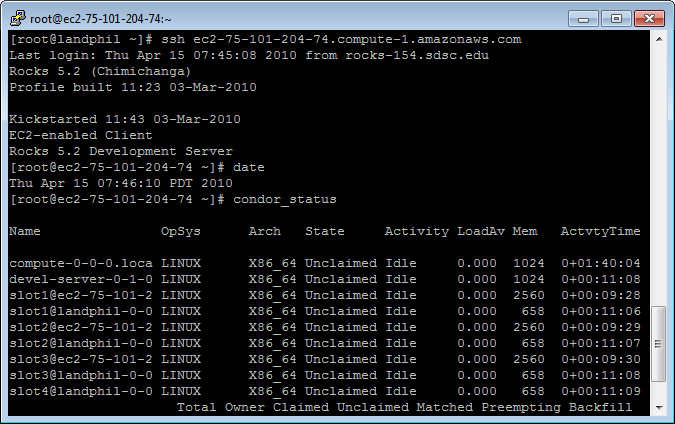 root@ec2-75-101-204-74:~
[root@landphil ~]# ssh ec2-75-101-204-74.compute-1.amazonaws.com
Last login: Thu Apr 15 07:45:08 2010 from rocks-154.sdsc.edu
Rocks 5.2 (Chimichanga)
Profile built 11:23 03-Mar-2010
Kickstarted 11:43 03-Mar-2010
EC2-enabled Client
Rocks 5.2 Development Server
[root@ec2-75-101-204-74 ~]# date
Thu Apr 15 07:46:10 PDT 2010
[root@ec2-75-101-204-74 ~]# condor_status
Name OpSys Arch State Activity LoadAv Mem ActvtyTime
compute-0-0-0.loca LINUX X86_64 Unclaimed Idle 0.000 1024 0+01:40:04
devel-server-0-1-0 LINUX X86_64 Unclaimed Idle 0.000 1024 0+00:11:08
slot1@ec2-75-101-2 LINUX X86_64 Unclaimed Idle 0.000 2560 0+00:09:28
slot1@landphil-0-0 LINUX X86_64 Unclaimed Idle 0.000 658 0+00:11:06
slot2@ec2-75-101-2 LINUX X86_64 Unclaimed Idle 0.000 2560 0+00:09:29
slot2@landphil-0-0 LINUX X86_64 Unclaimed Idle 0.000 658 0+00:11:07
slot3@ec2-75-101-2 LINUX X86_64 Unclaimed Idle 0.000 2560 0+00:09:30
slot3@landphil-0-0 LINUX X86_64 Unclaimed Idle 0.000 658 0+00:11:08
slot4@landphil-0-0 LINUX X86_64 Unclaimed Idle 0.000 658 0+00:11:09
Total Owner Claimed Unclaimed Matched Preempting Backfill